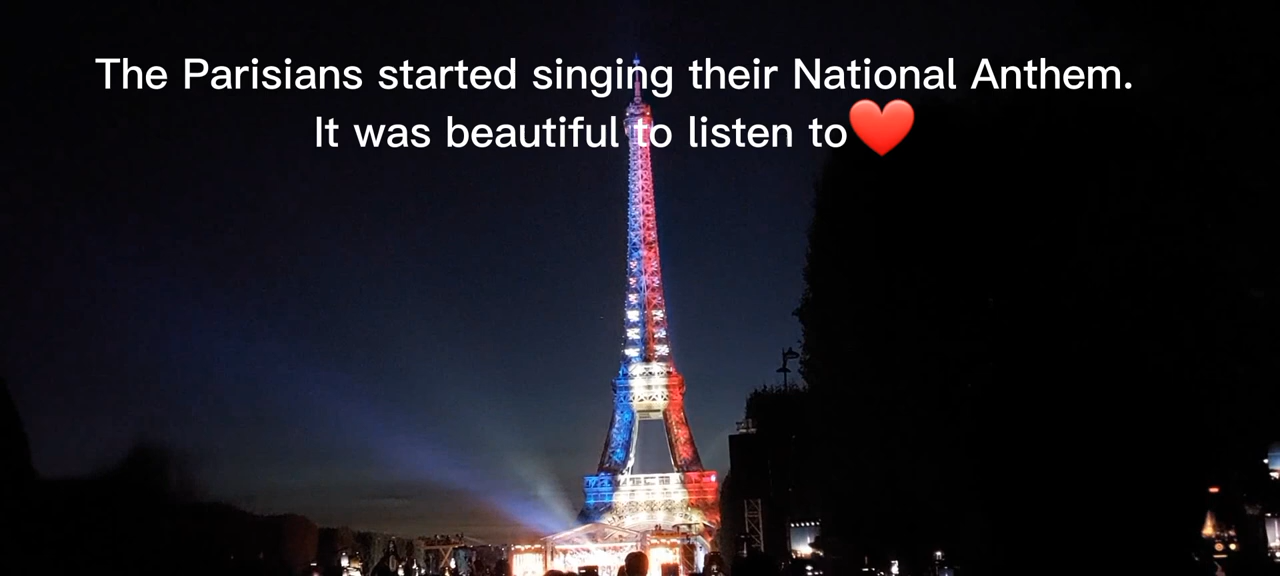 The Parisians started singing their National Anthem.
It was beautiful to listen to❤️